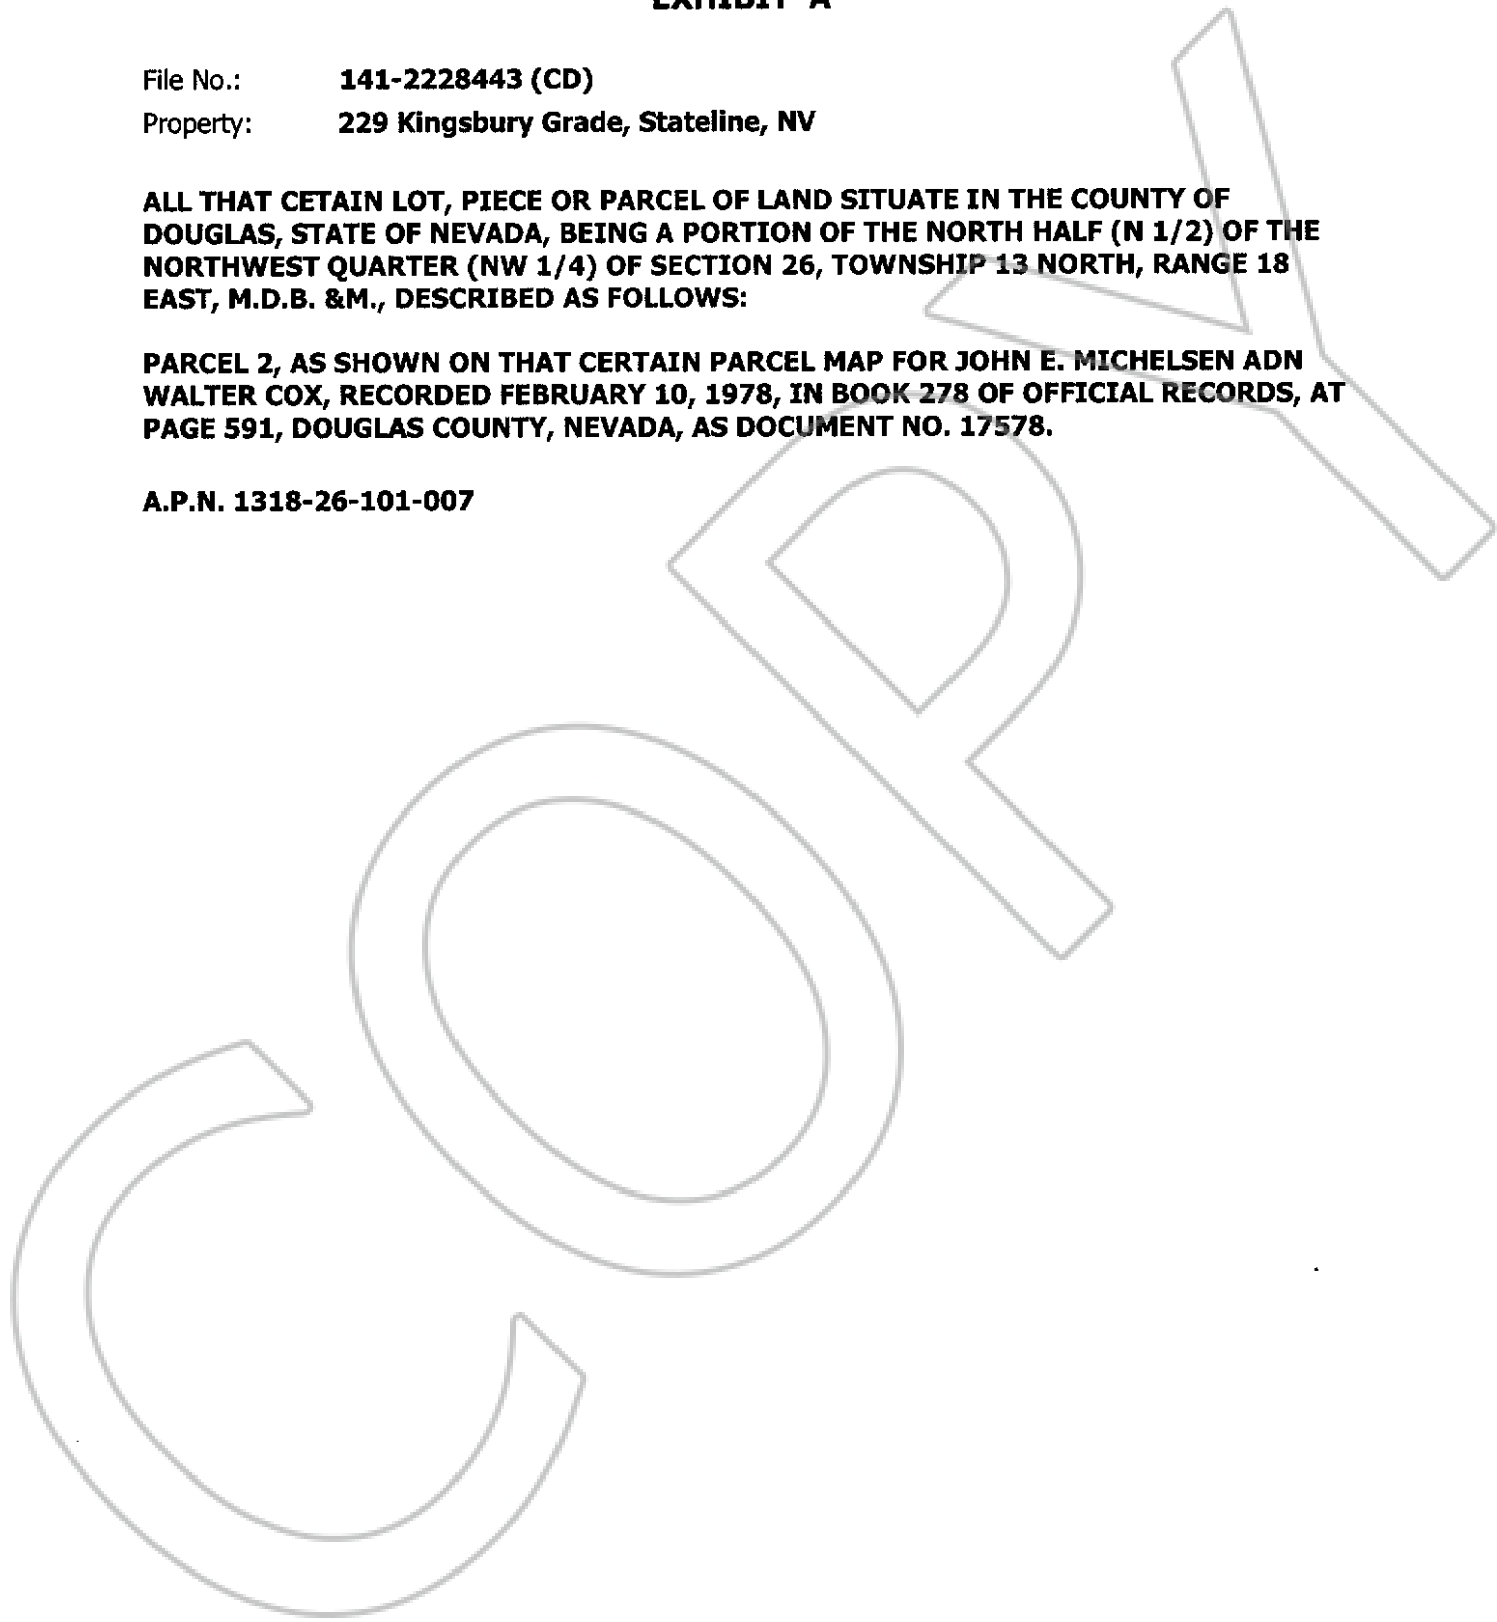 EXHIBIT A
File No.: 141-2228443 (CD)
Property: 229 Kingsbury Grade, Stateline, NV
ALL THAT CETAIN LOT, PIECE OR PARCEL OF LAND SITUATE IN THE COUNTY OF
DOUGLAS, STATE OF NEVADA, BEING A PORTION OF THE NORTH HALF (N 1/2) OF THE
NORTHWEST QUARTER (NW 1/4) OF SECTION 26, TOWNSHIP 13 NORTH, RANGE 18
EAST, M.D.B. &M., DESCRIBED AS FOLLOWS:
PARCEL 2, AS SHOWN ON THAT CERTAIN PARCEL MAP FOR JOHN E. MICHELSEN ADN
WALTER COX, RECORDED FEBRUARY 10, 1978, IN BOOK 278 OF OFFICIAL RECORDS, AT
PAGE 591, DOUGLAS COUNTY, NEVADA, AS DOCUMENT NO. 17578.
A.P.N. 1318-26-101-007
COPY